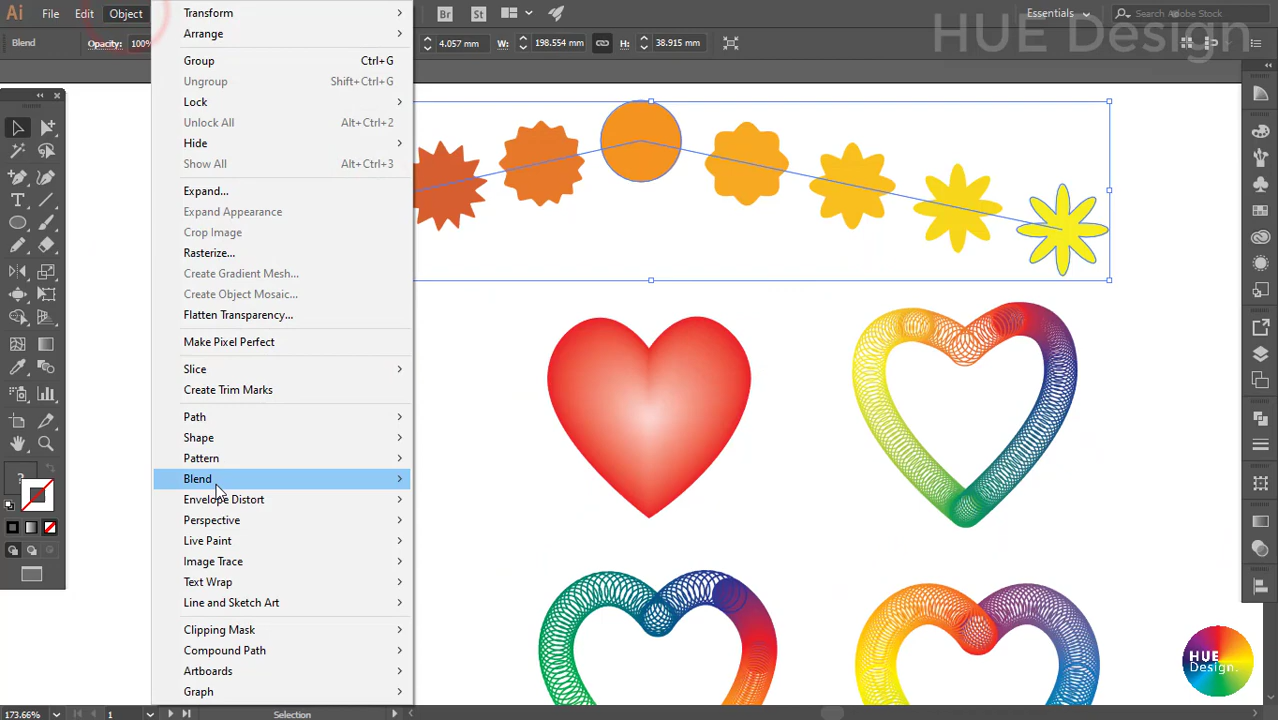 Ai File Edit Object Br St Essentials Search Adobe Stock
HUE Design
Blend Opacity: 100% 4.057 mm W: 198.554 mm H: 38.915 mm
Transform
Arrange
Group Ctrl+G
Ungroup Shift+Ctrl+G
Lock
Unlock All Alt+Ctrl+2
Hide
Show All Alt+Ctrl+3
Expand...
Expand Appearance
Crop Image
Rasterize...
Create Gradient Mesh...
Create Object Mosaic...
Flatten Transparency...
Make Pixel Perfect
Slice
Create Trim Marks
Path
Shape
Pattern
Blend
Envelope Distort
Perspective
Live Paint
Image Trace
Text Wrap
Line and Sketch Art
Clipping Mask
Compound Path
Artboards
Graph
?
HUE
Design.
173.66% 1 Selection